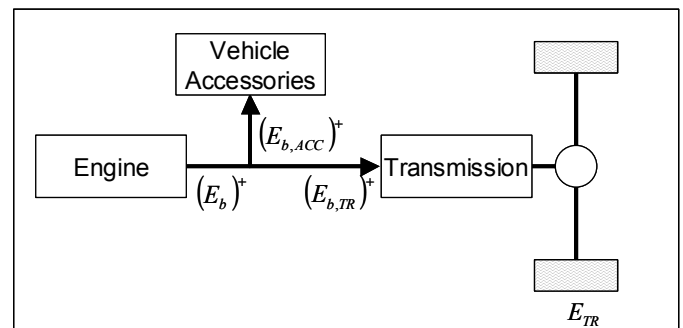 Vehicle
Accessories
(E_{b,ACC})^+
Engine
Transmission
(E_b)^+
(E_{b,TR})^+
E_{TR}